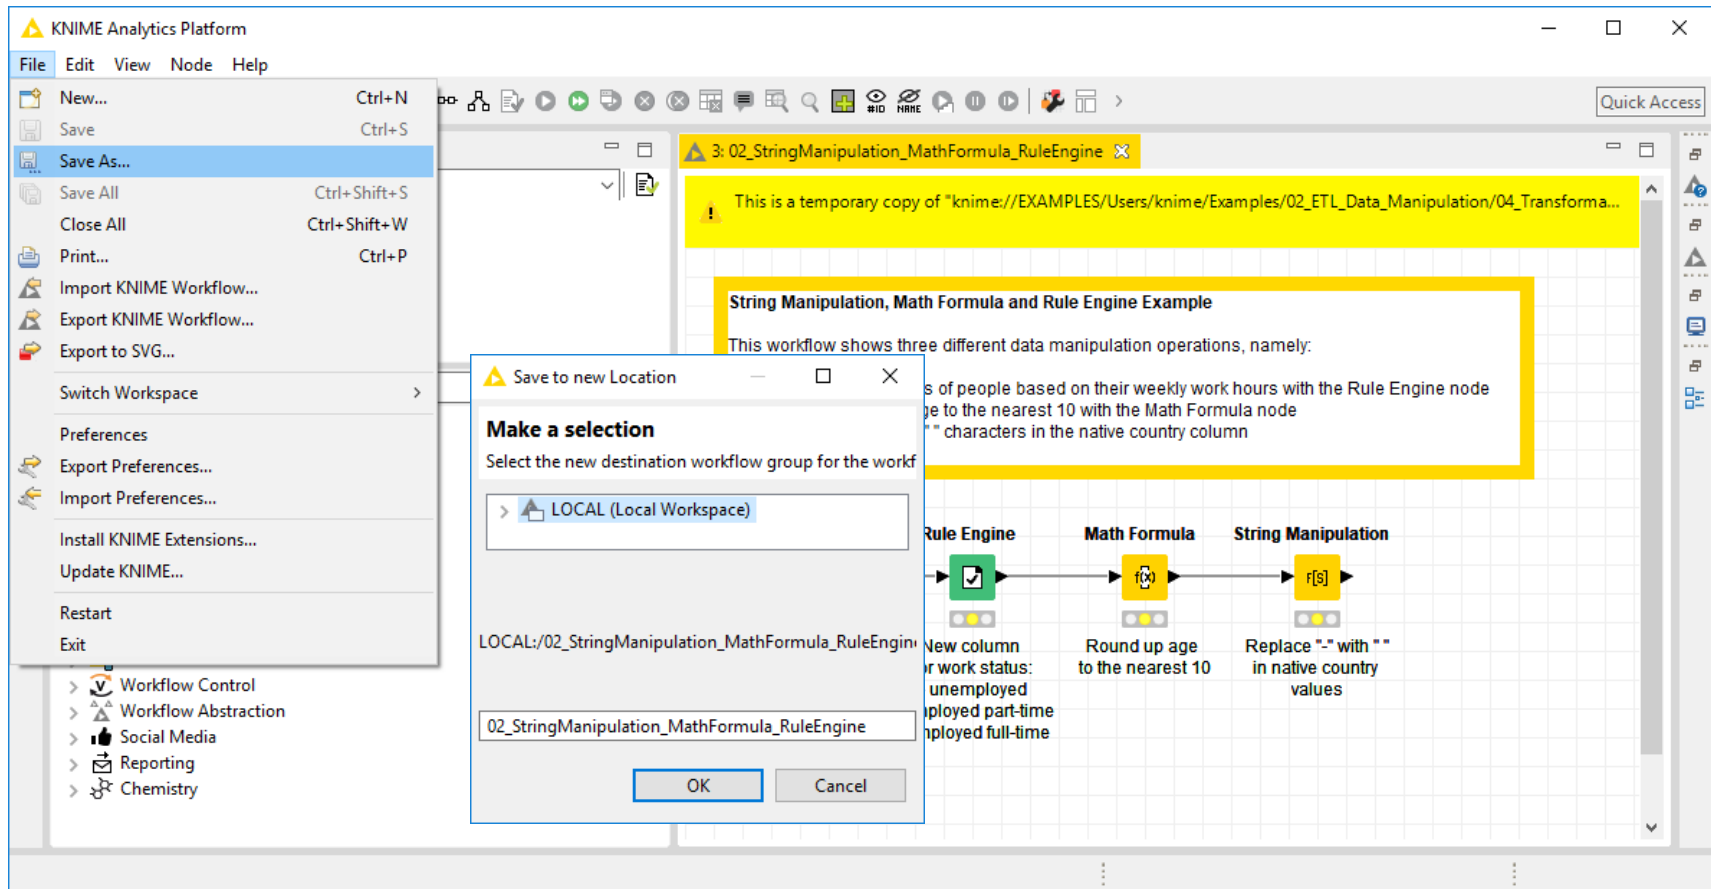 KNIME Analytics Platform
File Edit View Node Help
New... Ctrl+N
Save Ctrl+S
Save As...
Save All Ctrl+Shift+S
Close All Ctrl+Shift+W
Print... Ctrl+P
Import KNIME Workflow...
Export KNIME Workflow...
Export to SVG...
Switch Workspace
Preferences
Export Preferences...
Import Preferences...
Install KNIME Extensions...
Update KNIME...
Restart
Exit
Workflow Control
Workflow Abstraction
Social Media
Reporting
Chemistry
#ID
NAME
Quick Access
3: 02_StringManipulation_MathFormula_RuleEngine
This is a temporary copy of "knime://EXAMPLES/Users/knime/Examples/02_ETL_Data_Manipulation/04_Transforma...
String Manipulation, Math Formula and Rule Engine Example
This workflow shows three different data manipulation operations, namely:
s of people based on their weekly work hours with the Rule Engine node
ge to the nearest 10 with the Math Formula node
" " characters in the native country column
Save to new Location
Make a selection
Select the new destination workflow group for the workf
LOCAL (Local Workspace)
LOCAL:/02_StringManipulation_MathFormula_RuleEngin
02_StringManipulation_MathFormula_RuleEngine
OK Cancel
Rule Engine
New column
or work status:
unemployed
mployed part-time
mployed full-time
Math Formula
f(x)
Round up age
to the nearest 10
String Manipulation
F[S]
Replace "-" with " "
in native country
values